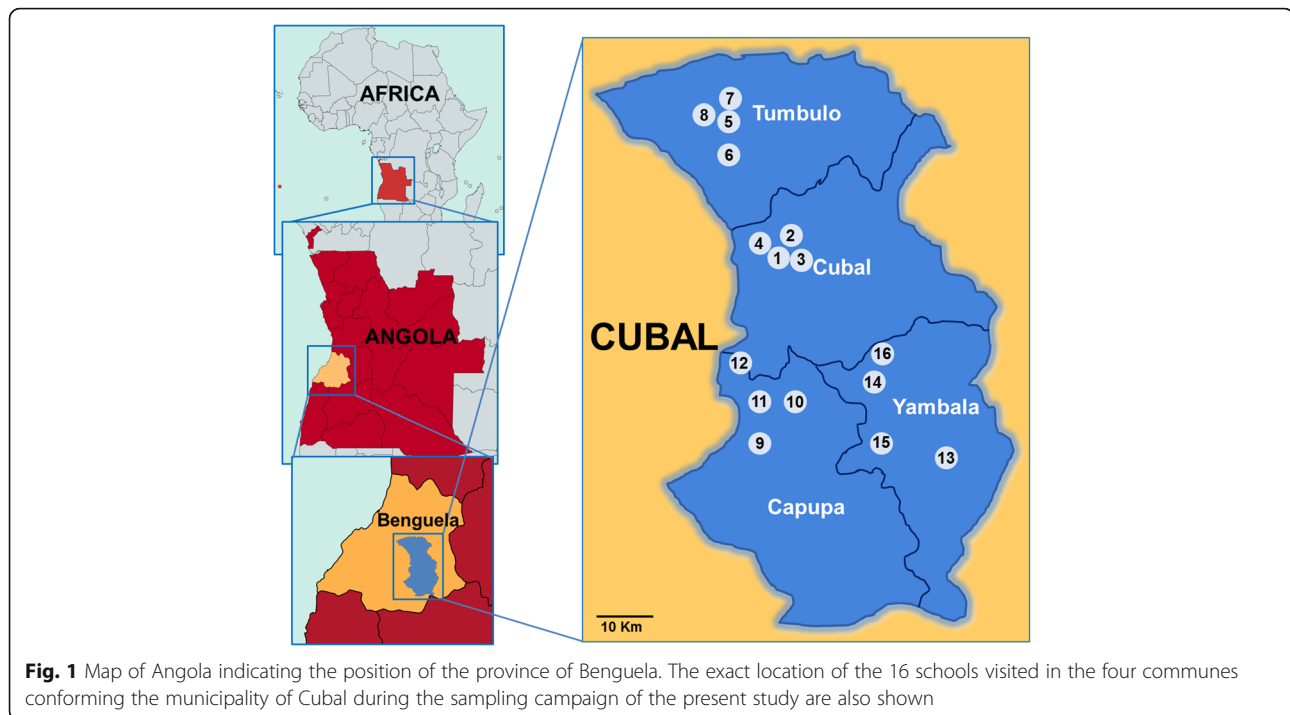 AFRICA
ANGOLA
Benguela
CUBAL
7
8
5
Tumbulo
6
2
4
1
3
Cubal
12
16
14
11
10
Yambala
9
15
13
Capupa
10 Km
Fig. 1 Map of Angola indicating the position of the province of Benguela. The exact location of the 16 schools visited in the four communes
conforming the municipality of Cubal during the sampling campaign of the present study are also shown